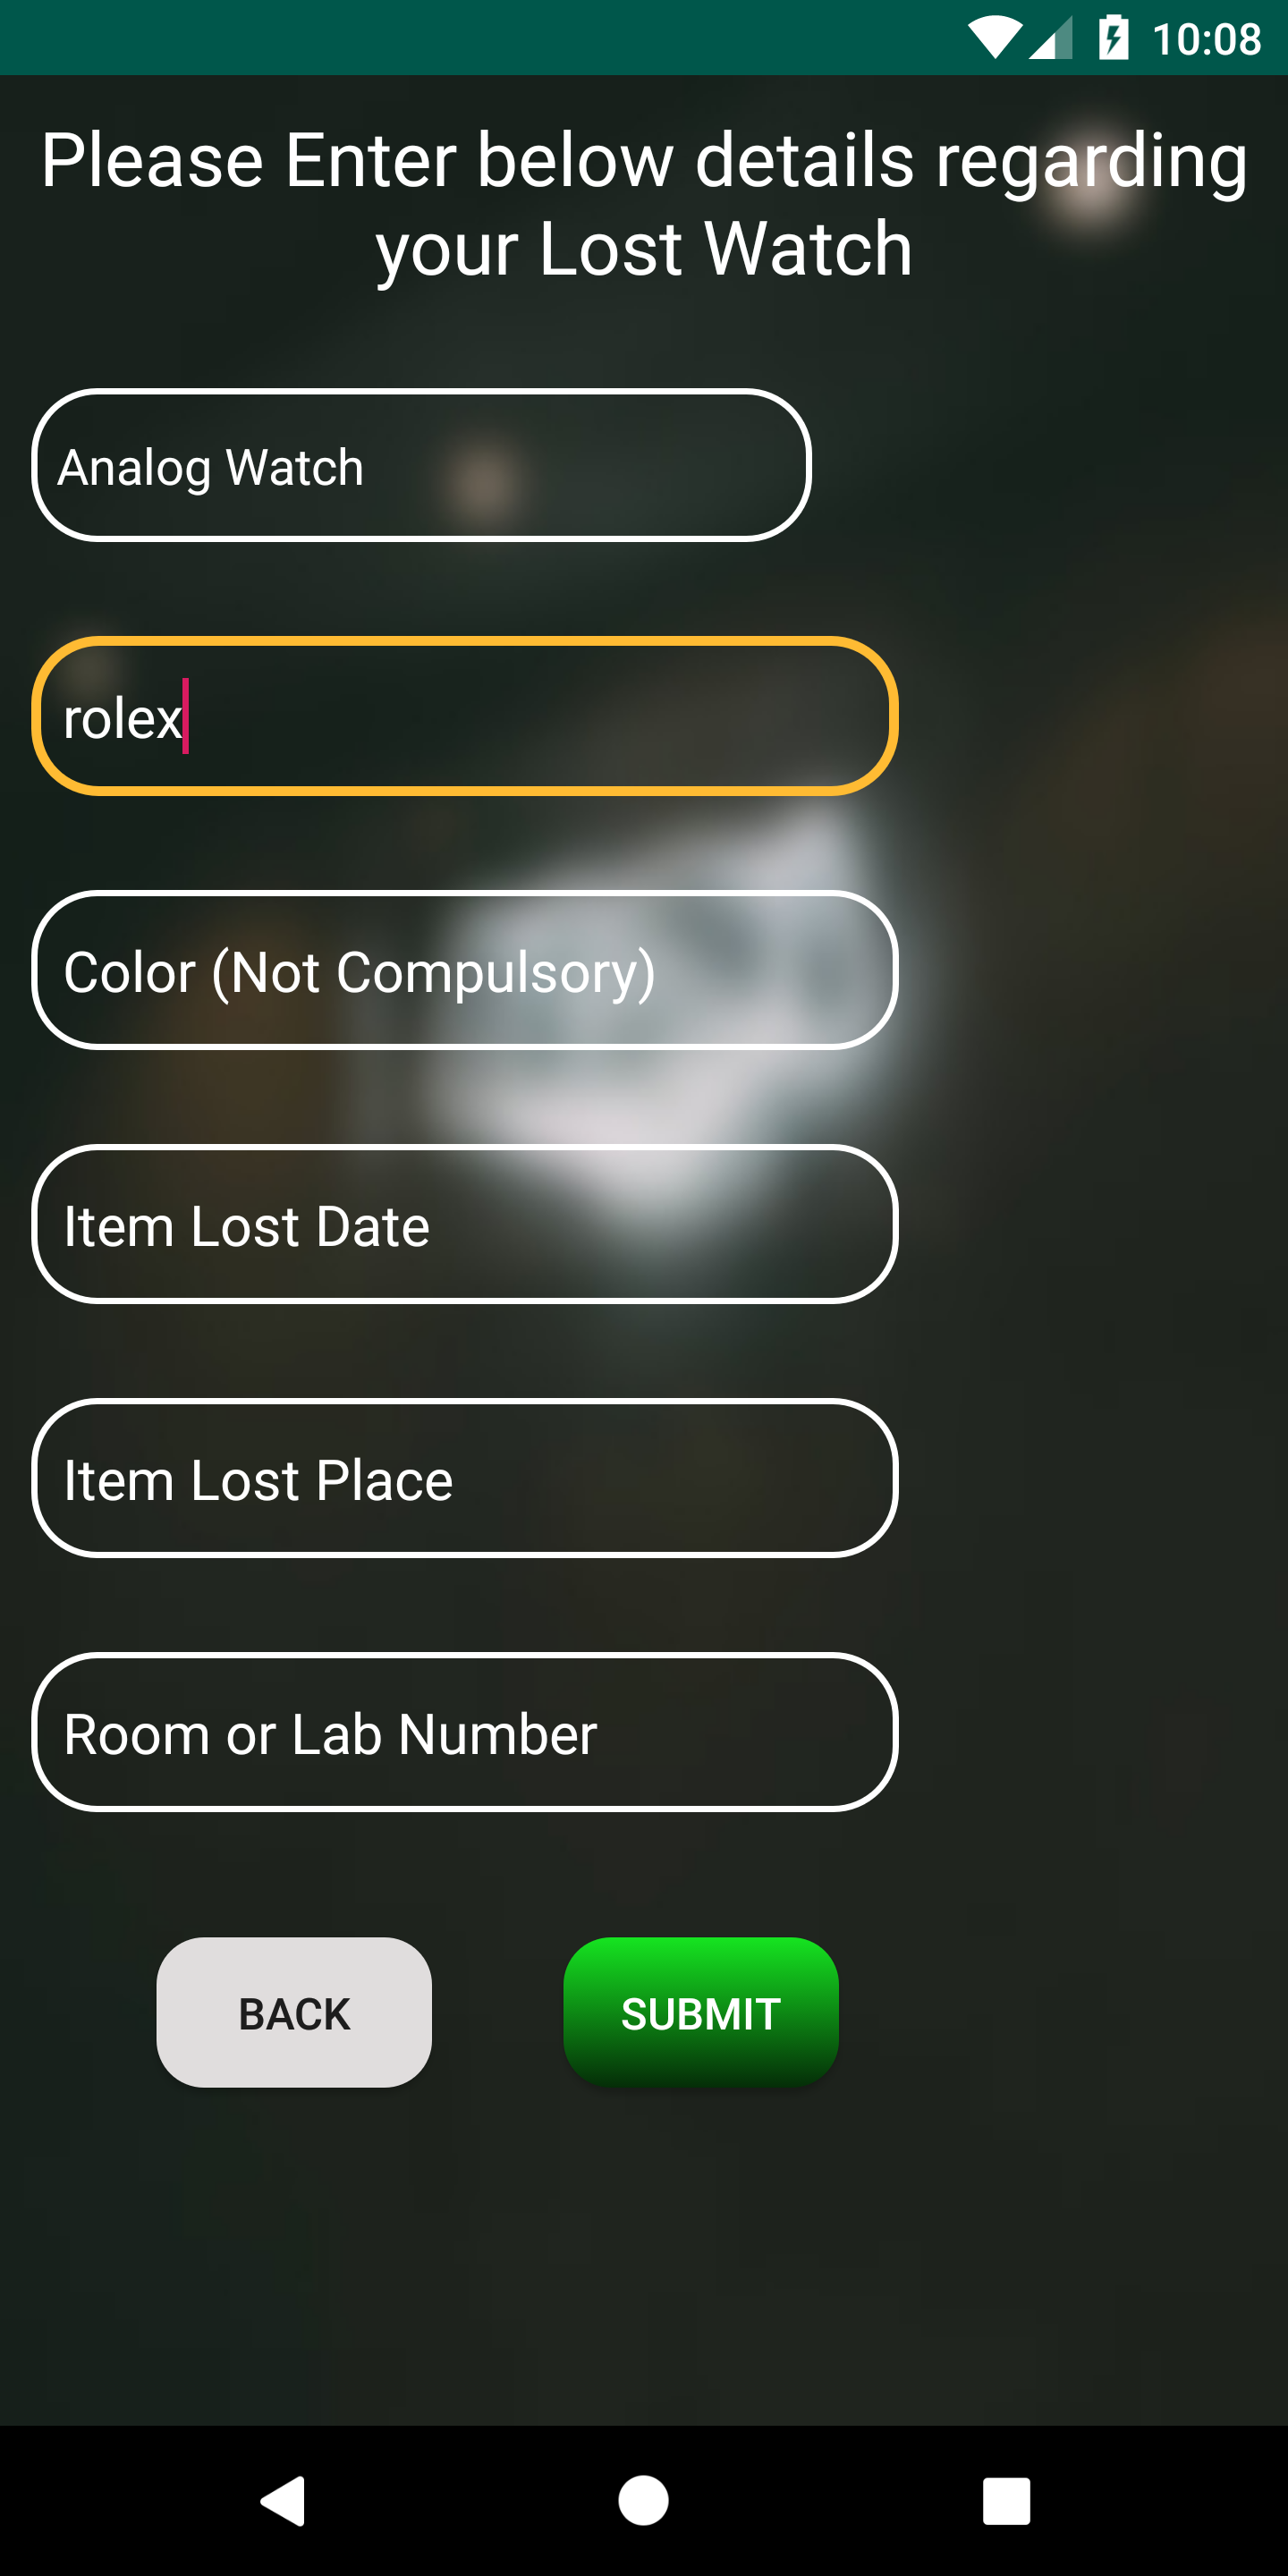 10:08
Please Enter below details regarding
your Lost Watch
Analog Watch
rolex
Color (Not Compulsory)
Item Lost Date
Item Lost Place
Room or Lab Number
BACK
SUBMIT